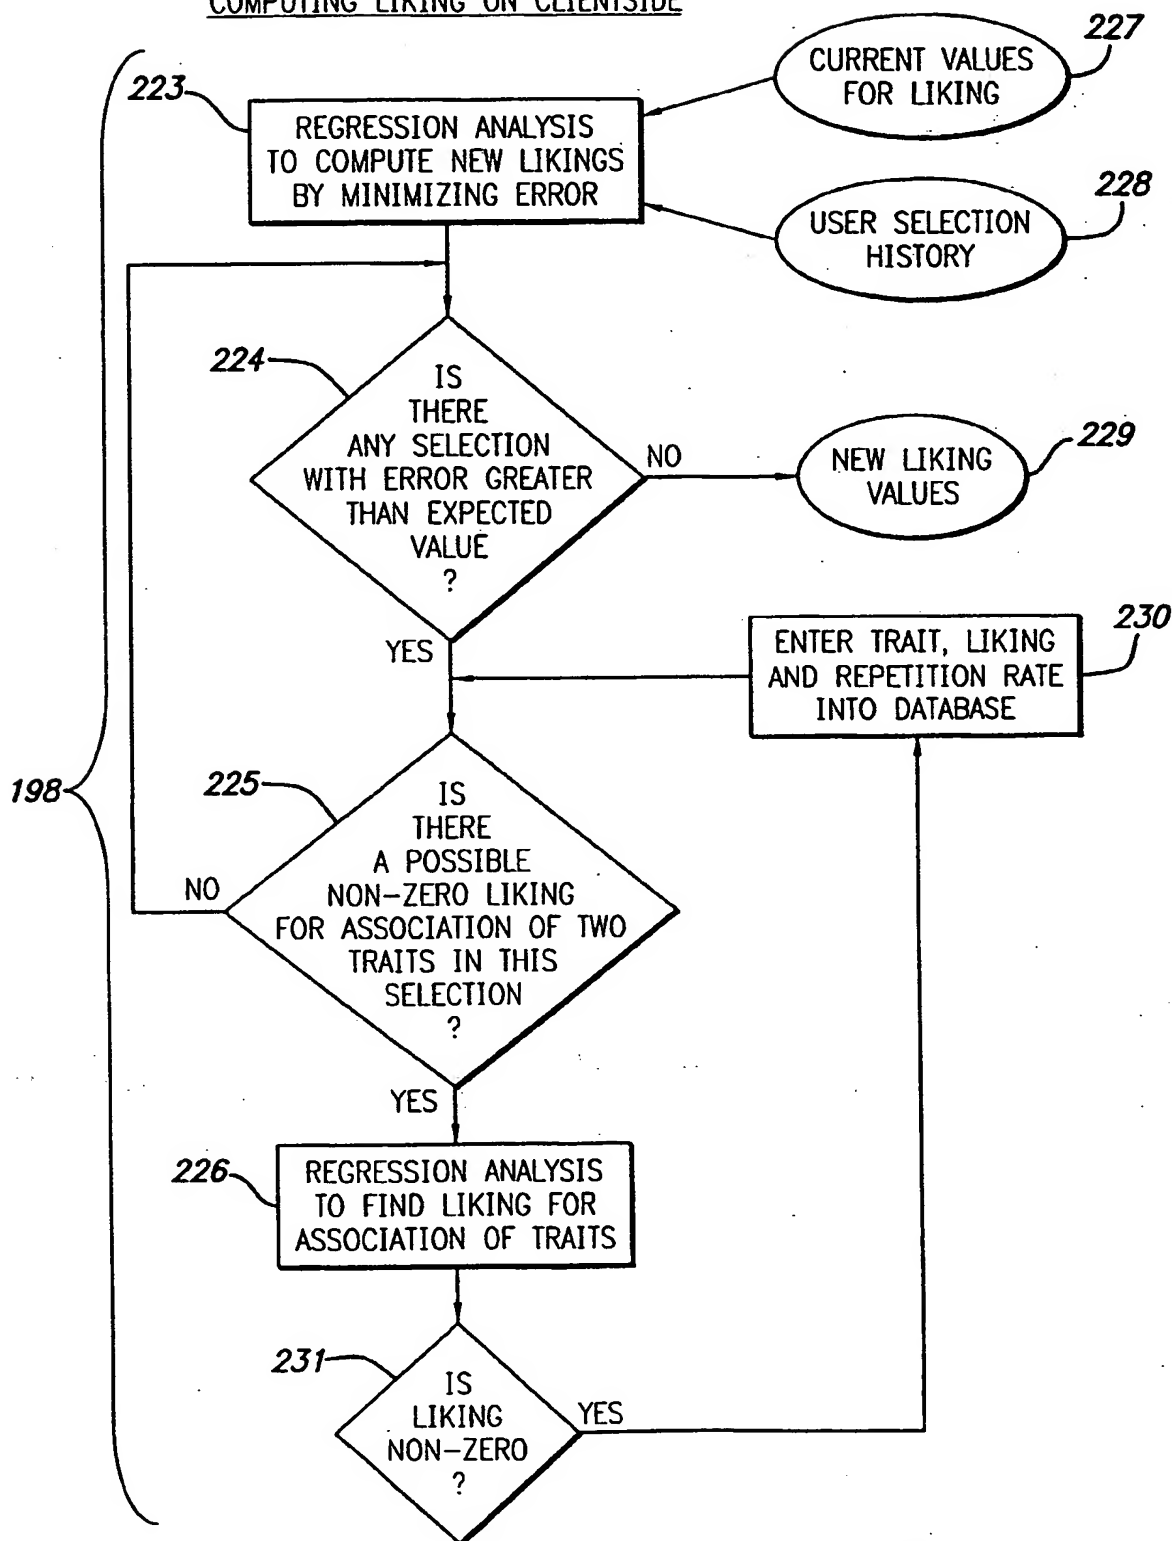 COMPUTING LIKING ON CLIENTSIDE
227
CURRENT VALUES
FOR LIKING
223
REGRESSION ANALYSIS
TO COMPUTE NEW LIKINGS
BY MINIMIZING ERROR
228
USER SELECTION
HISTORY
224
IS
THERE
ANY SELECTION
WITH ERROR GREATER
THAN EXPECTED
VALUE
?
NO
229
NEW LIKING
VALUES
YES
230
ENTER TRAIT, LIKING
AND REPETITION RATE
INTO DATABASE
198
225
IS
THERE
A POSSIBLE
NON-ZERO LIKING
FOR ASSOCIATION OF TWO
TRAITS IN THIS
SELECTION
?
NO
YES
226
REGRESSION ANALYSIS
TO FIND LIKING FOR
ASSOCIATION OF TRAITS
231
IS
LIKING
NON-ZERO
?
YES